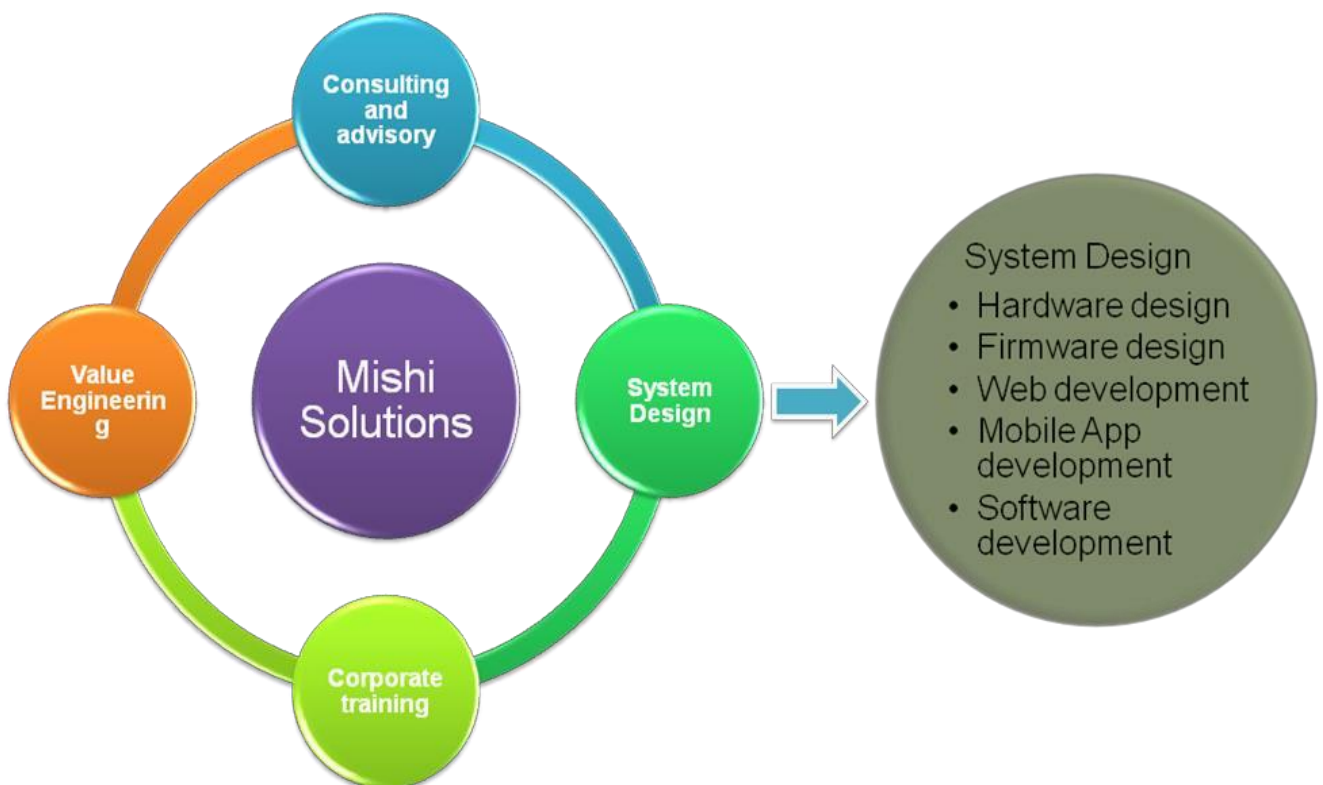 Consulting
and
advisory
Value
Engineerin
g
Mishi
Solutions
System
Design
Corporate
training
System Design
• Hardware design
• Firmware design
• Web development
• Mobile App
development
• Software
development